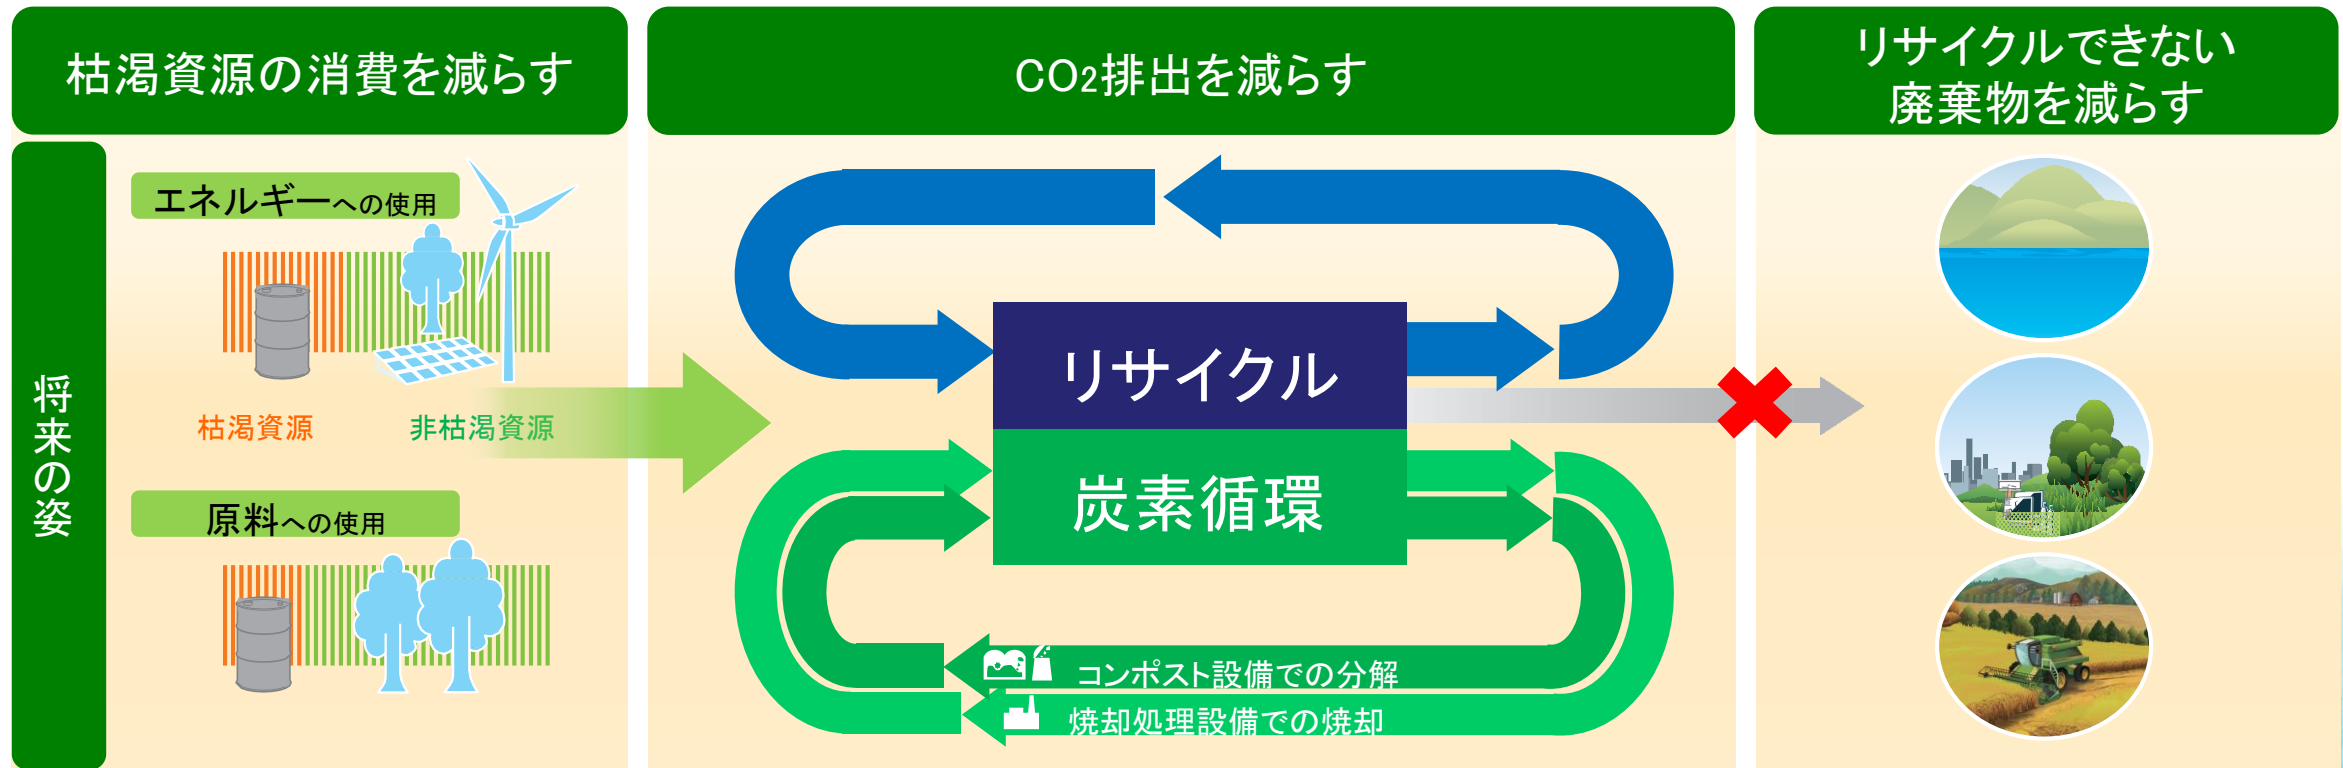 枯渇資源の消費を減らす
CO2排出を減らす
リサイクルできない
廃棄物を減らす
将来の姿
エネルギーへの使用
枯渇資源
非枯渇資源
原料への使用
リサイクル
炭素循環
コンポスト設備での分解
焼却処理設備での焼却